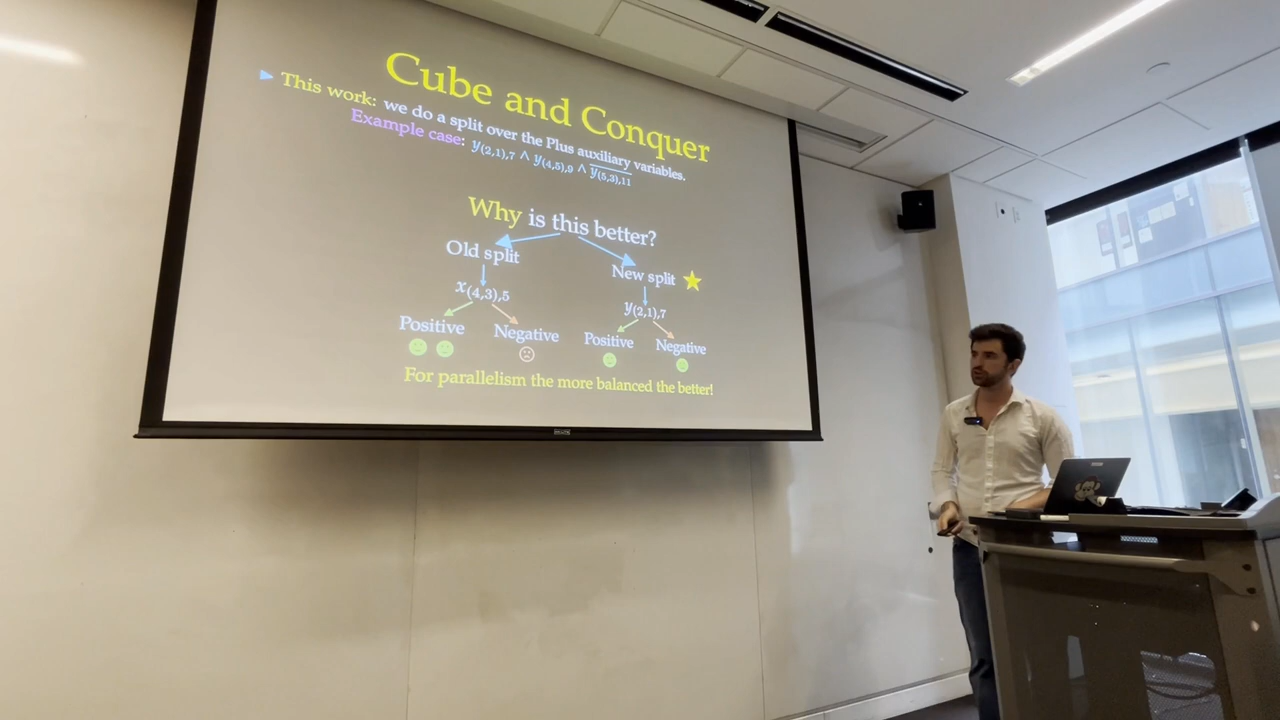 Cube and Conquer
▶ This work: we do a split over the Plus auxiliary variables.
Example case: y₍₂,₁₎,₇ ∧ y₍₄,₅₎,₉ ∧ y̅₍₅,₃₎,₁₁
Why is this better?
Old split
New split
x₍₄,₃₎,₅
y₍₂,₁₎,₇
Positive
Negative
Positive
Negative
For parallelism the more balanced the better!